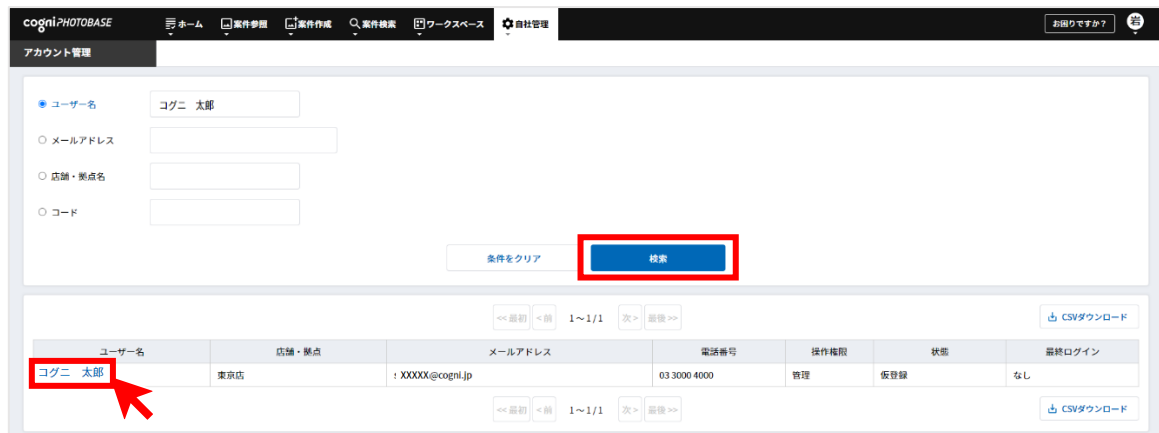 cogni PHOTOBASE ホーム 案件参照 案件作成 案件検索 ワークスペース 自社管理 お困りですか? 岩
アカウント管理
ユーザー名 コグニ 太郎
メールアドレス
店舗・拠点名
コード
条件をクリア 検索
<<最初 <前 1~1/1 次> 最後>> CSVダウンロード
ユーザー名 店舗・拠点 メールアドレス 電話番号 操作権限 状態 最終ログイン
コグニ 太郎 東京店 : XXXXX@cogni.jp 03 3000 4000 管理 仮登録 なし
<<最初 <前 1~1/1 次> 最後>> CSVダウンロード